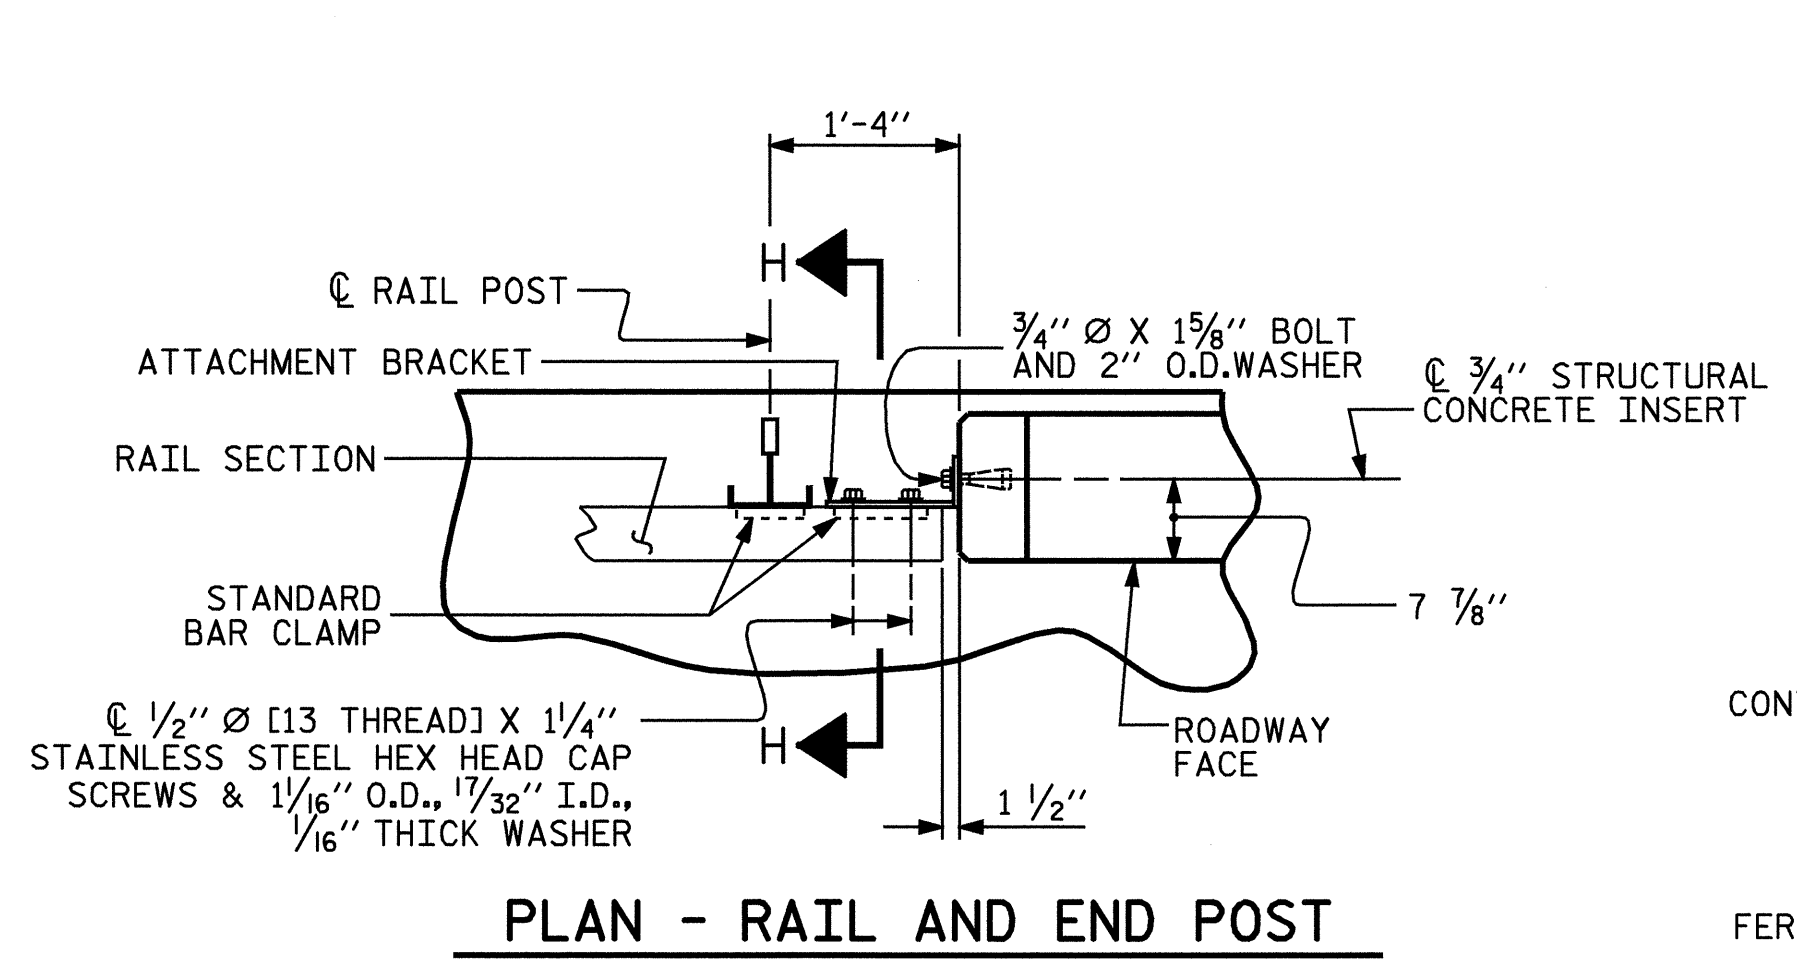 1'-4"
H
℄ RAIL POST
3/4" Ø X 1 5/8" BOLT
AND 2" O.D. WASHER
ATTACHMENT BRACKET
℄ 3/4" STRUCTURAL
CONCRETE INSERT
RAIL SECTION
STANDARD
BAR CLAMP
7 7/8"
CON
℄ 1/2" Ø [13 THREAD] X 1 1/4"
STAINLESS STEEL HEX HEAD CAP
SCREWS & 1 1/16" O.D., 17/32" I.D.,
1/16" THICK WASHER
H
ROADWAY
FACE
1 1/2"
PLAN - RAIL AND END POST
FER